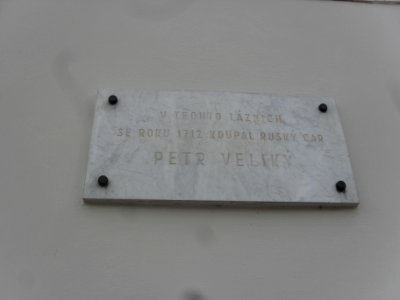 V TĚCHTO LÁZNÍCH
SE ROKU 1712 KOUPAL RUSKÝ CAR
PETR VELIKÝ